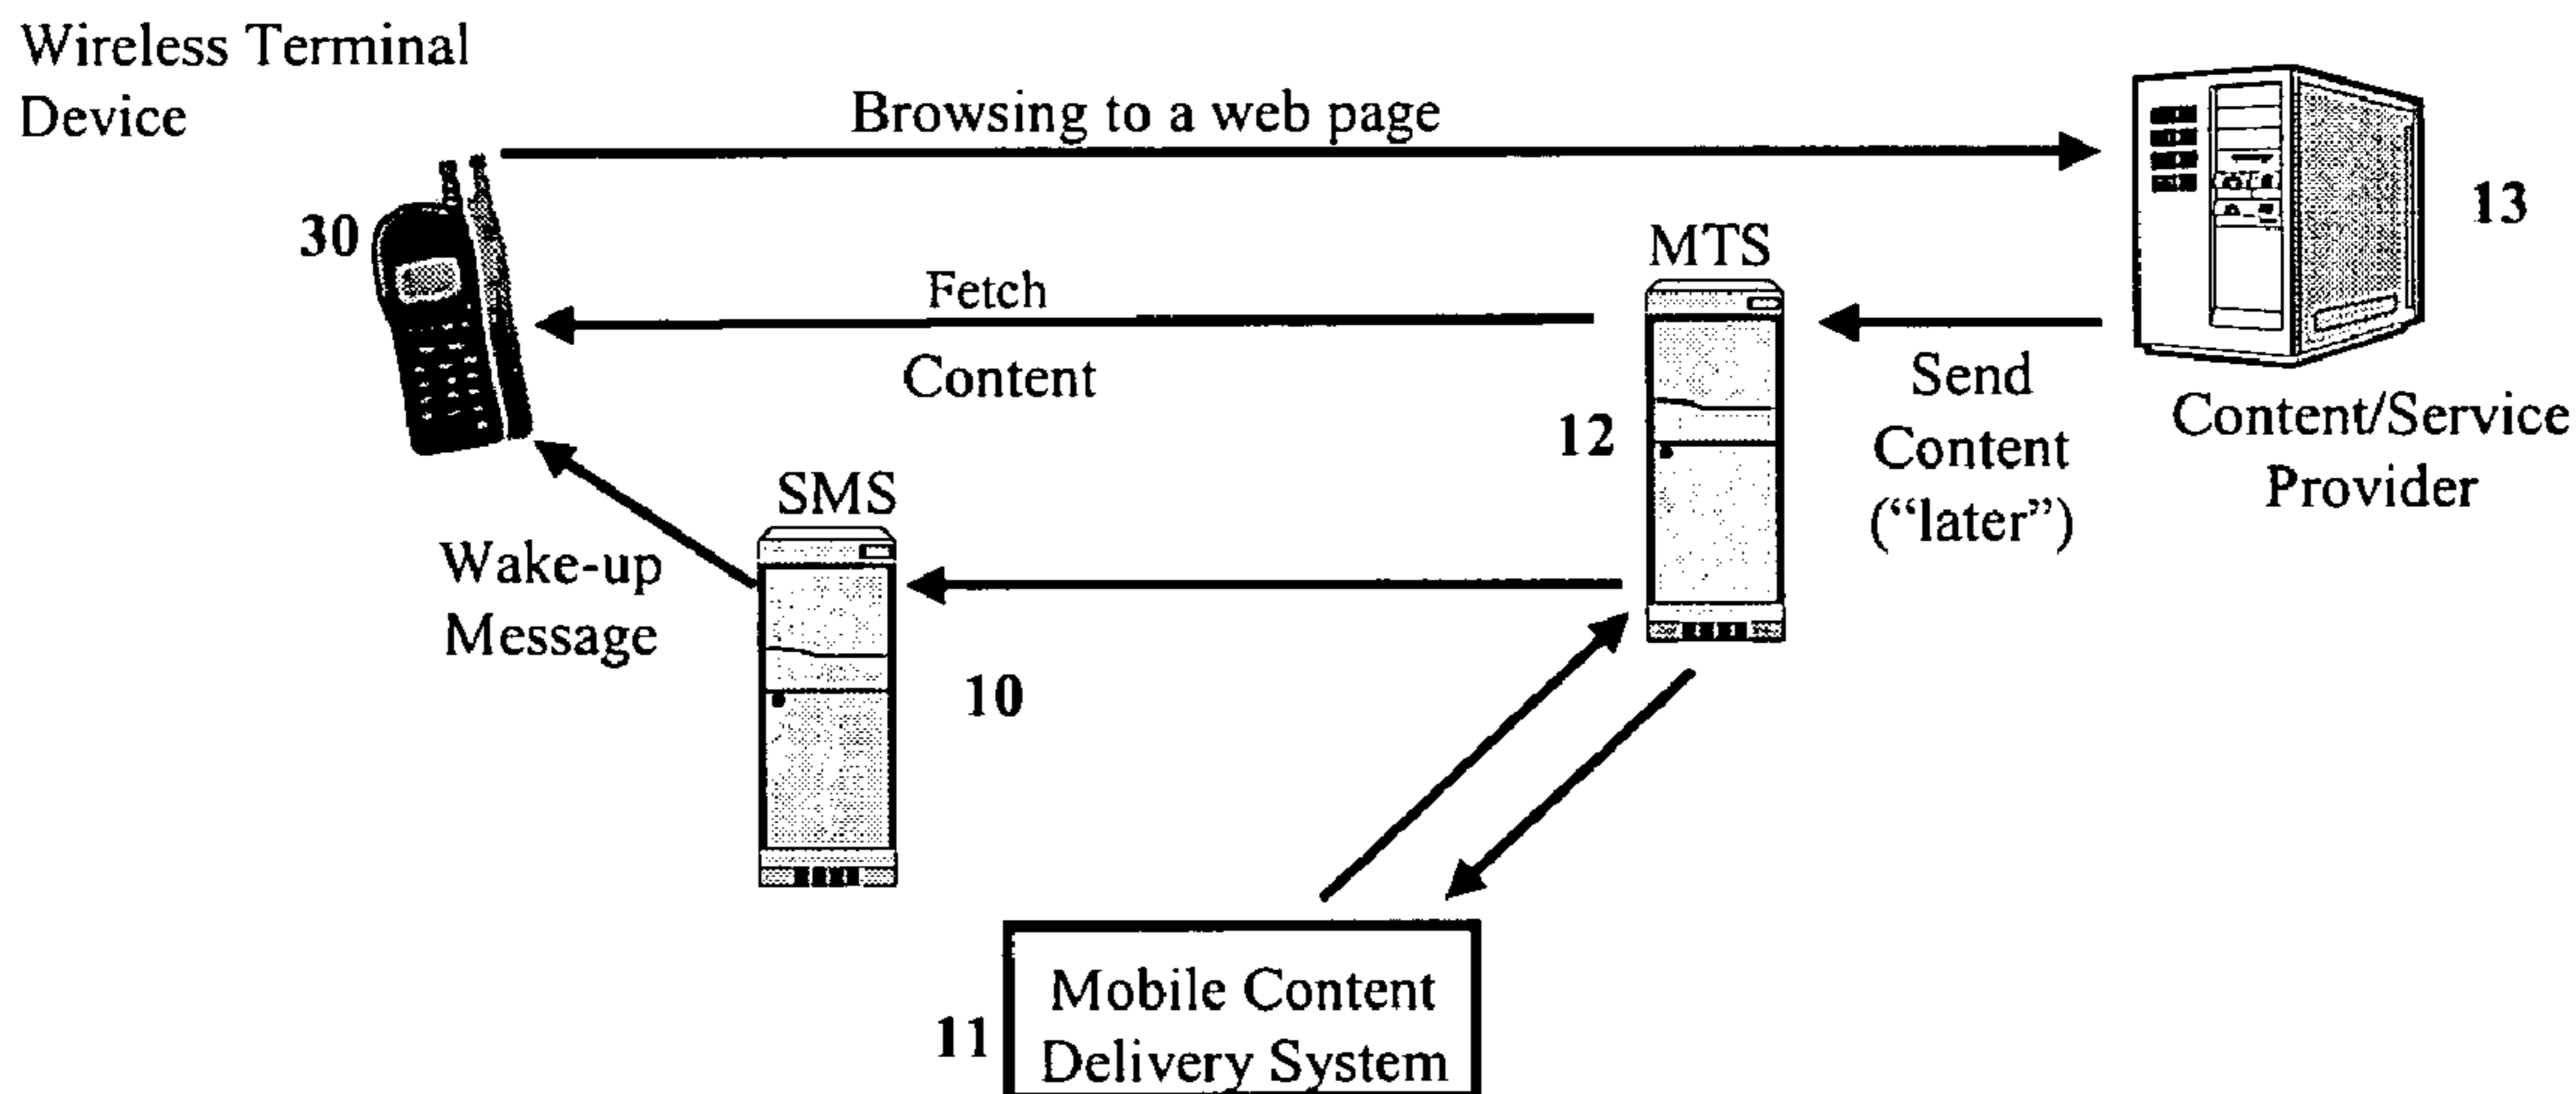 Wireless Terminal
Device
Browsing to a web page
30
13
MTS
Fetch
Content
Send
Content
("later")
12
Content/Service
Provider
SMS
Wake-up
Message
10
11
Mobile Content
Delivery System